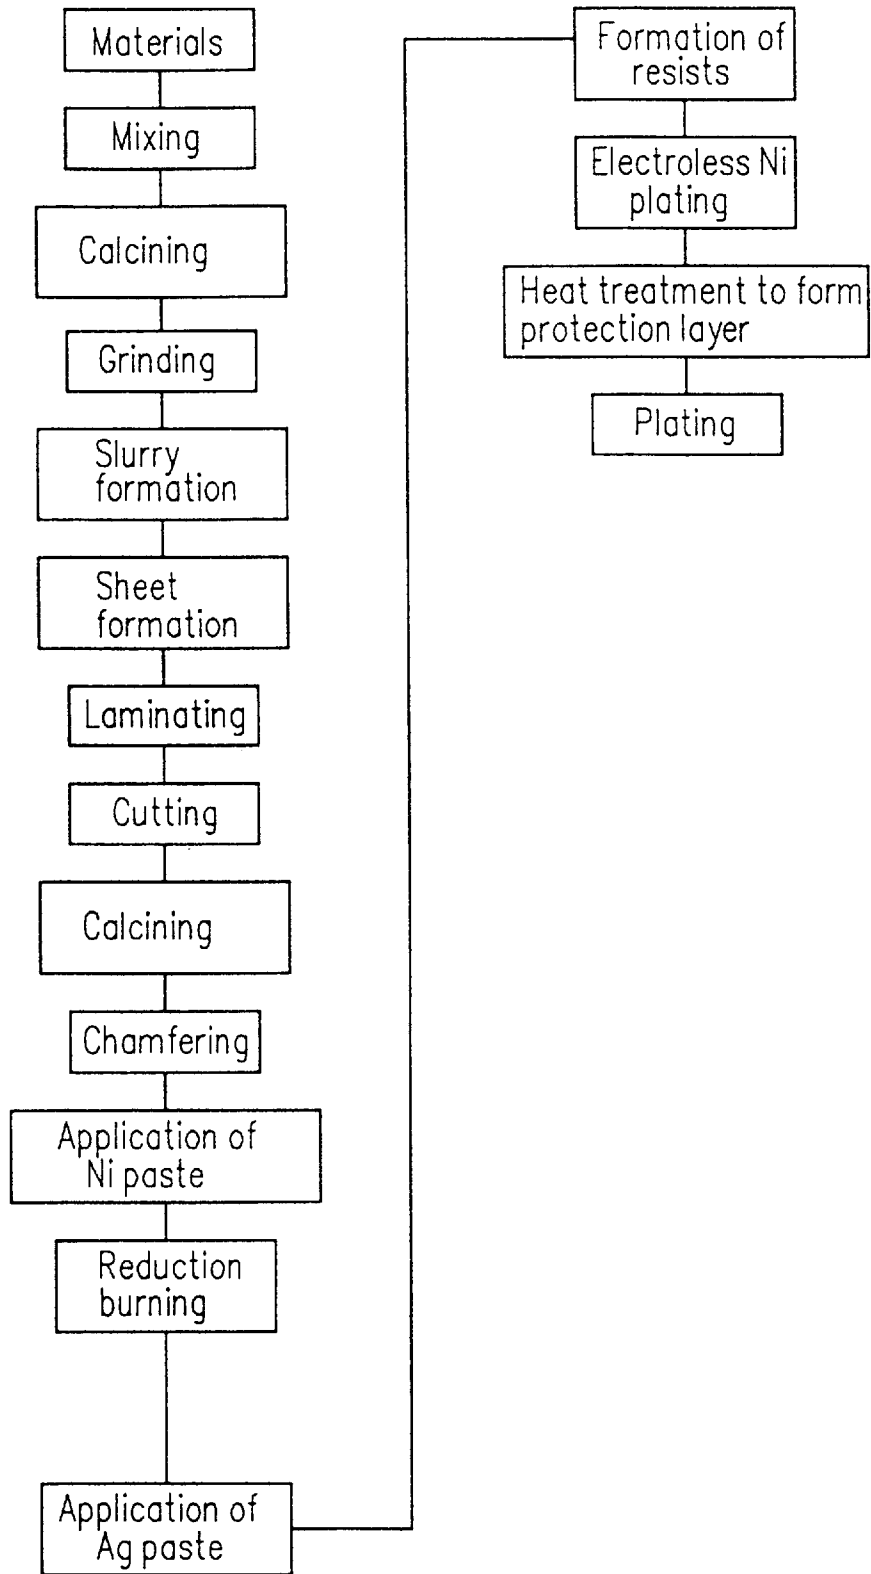 Materials
Mixing
Calcining
Grinding
Slurry
formation
Sheet
formation
Laminating
Cutting
Calcining
Chamfering
Application of
Ni paste
Reduction
burning
Application of
Ag paste
Formation of
resists
Electroless Ni
plating
Heat treatment to form
protection layer
Plating